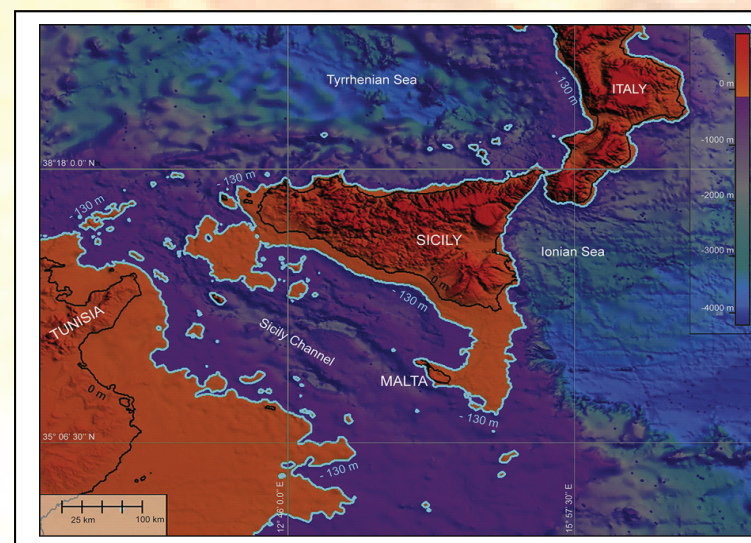 Tyrrhenian Sea
- 130 m
ITALY
0 m
-1000 m
-2000 m
-3000 m
-4000 m
38°18' 0.0'' N
- 130 m
- 130 m
SICILY
Ionian Sea
0 m
- 130 m
TUNISIA
Sicily Channel
MALTA
0 m
- 130 m
35° 06' 30'' N
- 130 m
12°46' 0.0'' E
15° 57' 30'' E
25 km
100 km